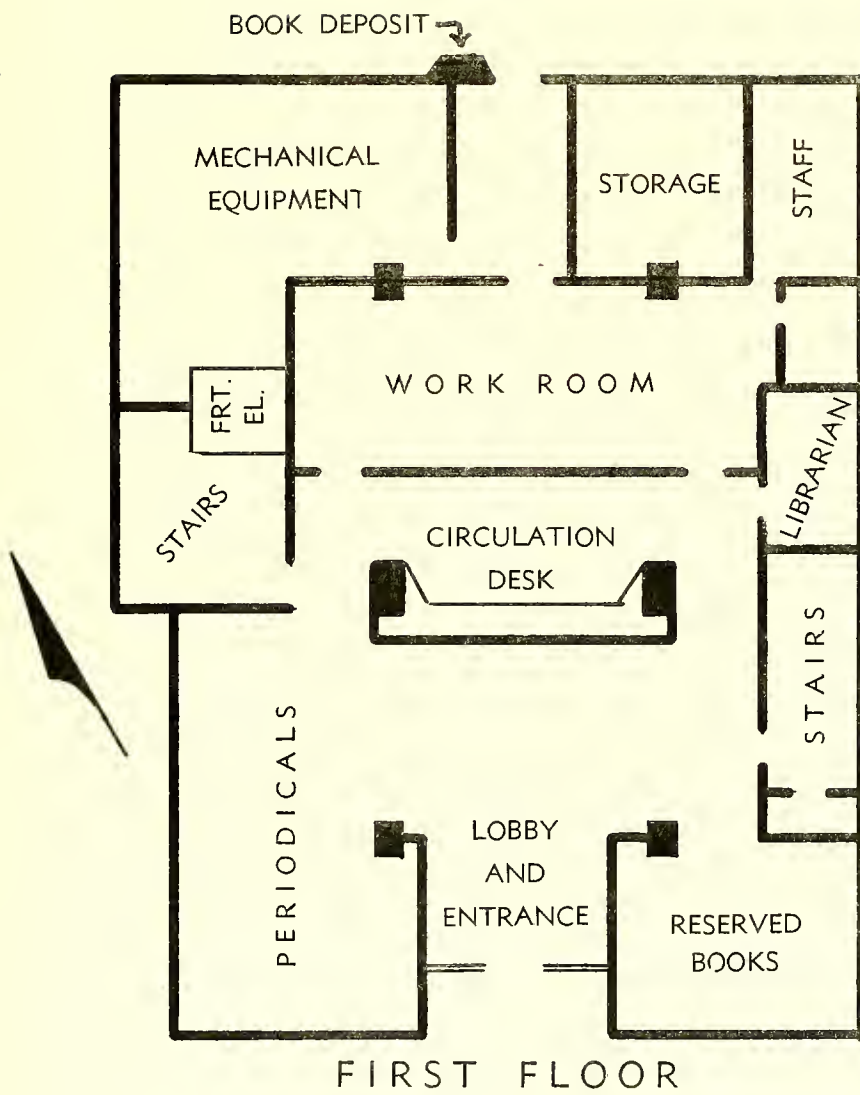 BOOK DEPOSIT
MECHANICAL
EQUIPMENT
STORAGE
STAFF
FRT.
EL.
WORK ROOM
LIBRARIAN
STAIRS
CIRCULATION
DESK
STAIRS
PERIODICALS
LOBBY
AND
ENTRANCE
RESERVED
BOOKS
FIRST FLOOR